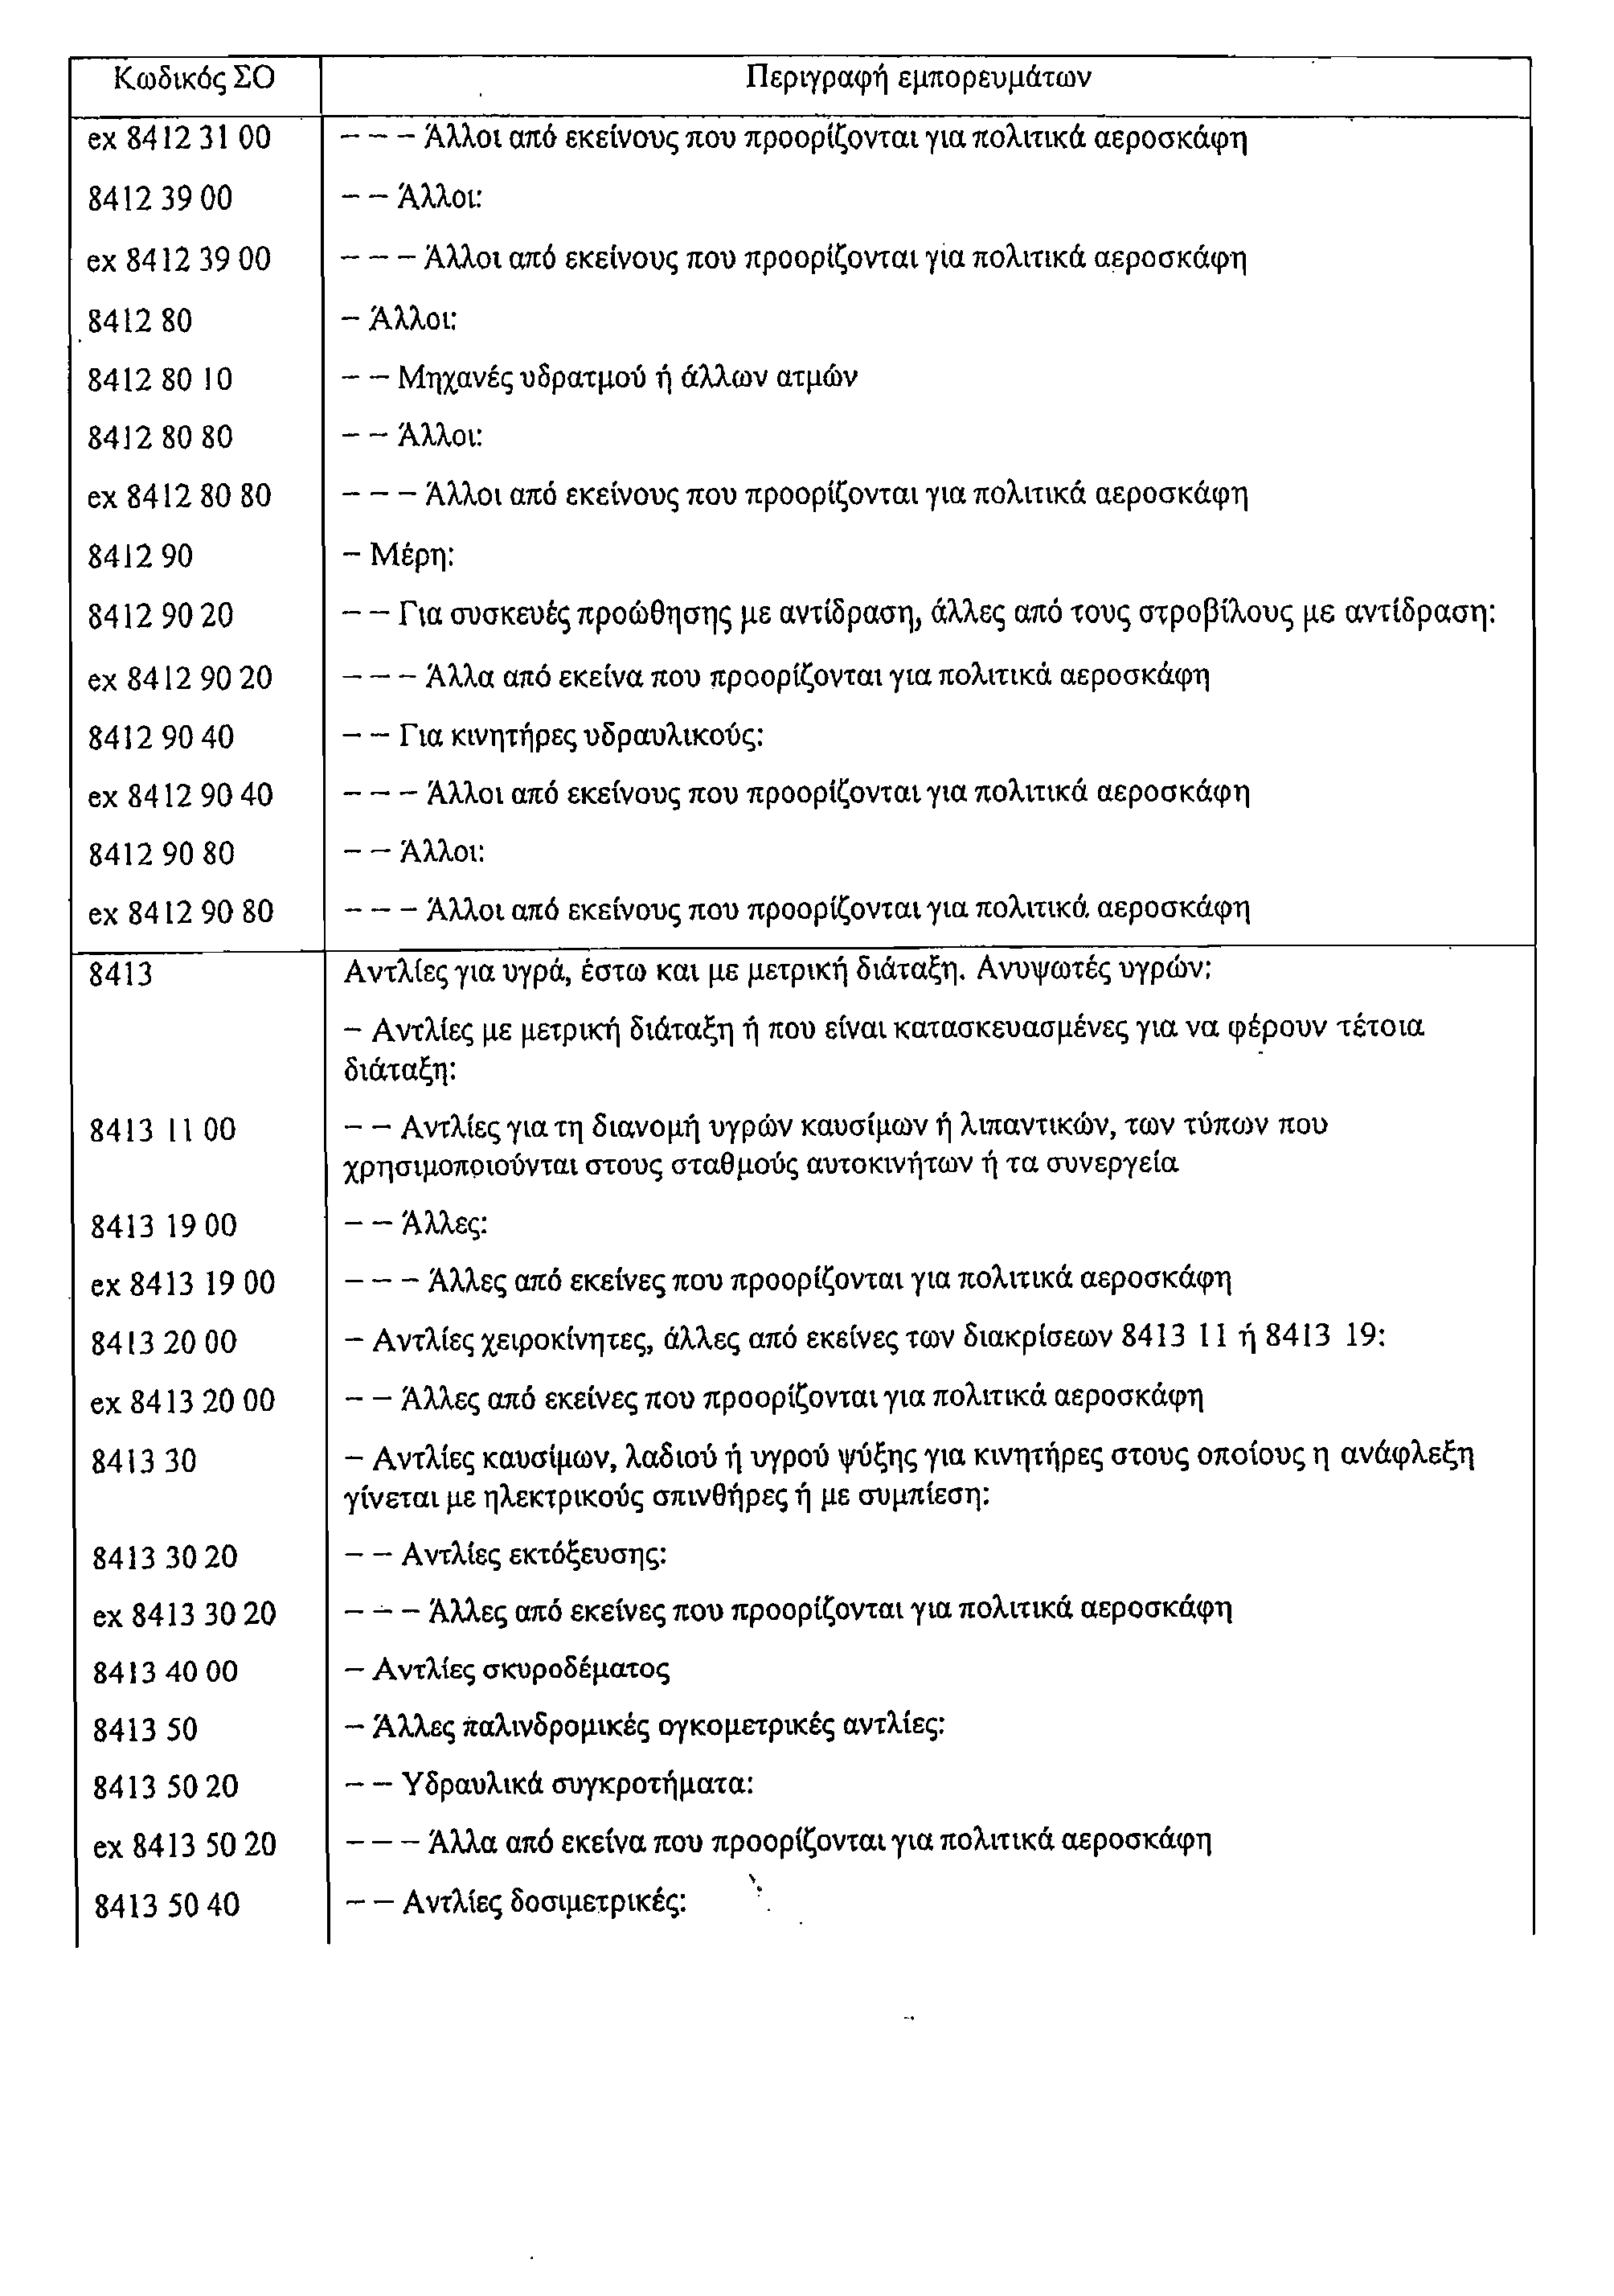 Κωδικός ΣΟ Περιγραφή εμπορευμάτων
ex 8412 31 00 – – – Άλλοι από εκείνους που προορίζονται για πολιτικά αεροσκάφη
8412 39 00 – – Άλλοι:
ex 8412 39 00 – – – Άλλοι από εκείνους που προορίζονται για πολιτικά αεροσκάφη
8412 80 – Άλλοι:
8412 80 10 – – Μηχανές υδρατμού ή άλλων ατμών
8412 80 80 – – Άλλοι:
ex 8412 80 80 – – – Άλλοι από εκείνους που προορίζονται για πολιτικά αεροσκάφη
8412 90 – Μέρη:
8412 90 20 – – Για συσκευές προώθησης με αντίδραση, άλλες από τους στροβίλους με αντίδραση:
ex 8412 90 20 – – – Άλλα από εκείνα που προορίζονται για πολιτικά αεροσκάφη
8412 90 40 – – Για κινητήρες υδραυλικούς:
ex 8412 90 40 – – – Άλλοι από εκείνους που προορίζονται για πολιτικά αεροσκάφη
8412 90 80 – – Άλλοι:
ex 8412 90 80 – – – Άλλοι από εκείνους που προορίζονται για πολιτικά αεροσκάφη
8413 Αντλίες για υγρά, έστω και με μετρική διάταξη. Ανυψωτές υγρών:
– Αντλίες με μετρική διάταξη ή που είναι κατασκευασμένες για να φέρουν τέτοια
διάταξη:
8413 11 00 – – Αντλίες για τη διανομή υγρών καυσίμων ή λιπαντικών, των τύπων που
χρησιμοποιούνται στους σταθμούς αυτοκινήτων ή τα συνεργεία
8413 19 00 – – Άλλες:
ex 8413 19 00 – – – Άλλες από εκείνες που προορίζονται για πολιτικά αεροσκάφη
8413 20 00 – Αντλίες χειροκίνητες, άλλες από εκείνες των διακρίσεων 8413 11 ή 8413 19:
ex 8413 20 00 – – Άλλες από εκείνες που προορίζονται για πολιτικά αεροσκάφη
8413 30 – Αντλίες καυσίμων, λαδιού ή υγρού ψύξης για κινητήρες στους οποίους η ανάφλεξη
γίνεται με ηλεκτρικούς σπινθήρες ή με συμπίεση:
8413 30 20 – – Αντλίες εκτόξευσης:
ex 8413 30 20 – – – Άλλες από εκείνες που προορίζονται για πολιτικά αεροσκάφη
8413 40 00 – Αντλίες σκυροδέματος
8413 50 – Άλλες παλινδρομικές ογκομετρικές αντλίες:
8413 50 20 – – Υδραυλικά συγκροτήματα:
ex 8413 50 20 – – – Άλλα από εκείνα που προορίζονται για πολιτικά αεροσκάφη
8413 50 40 – – Αντλίες δοσιμετρικές: